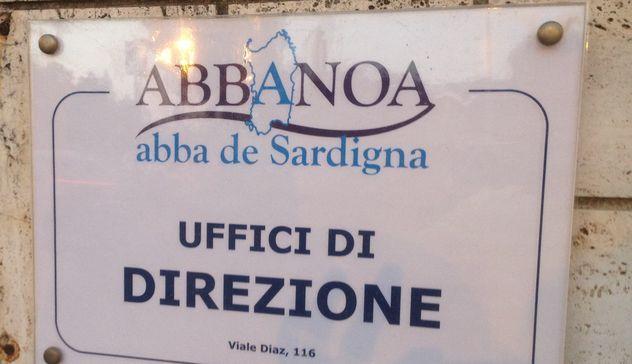 ABBANOA
abba de Sardigna
UFFICI DI
DIREZIONE
Viale Diaz, 116